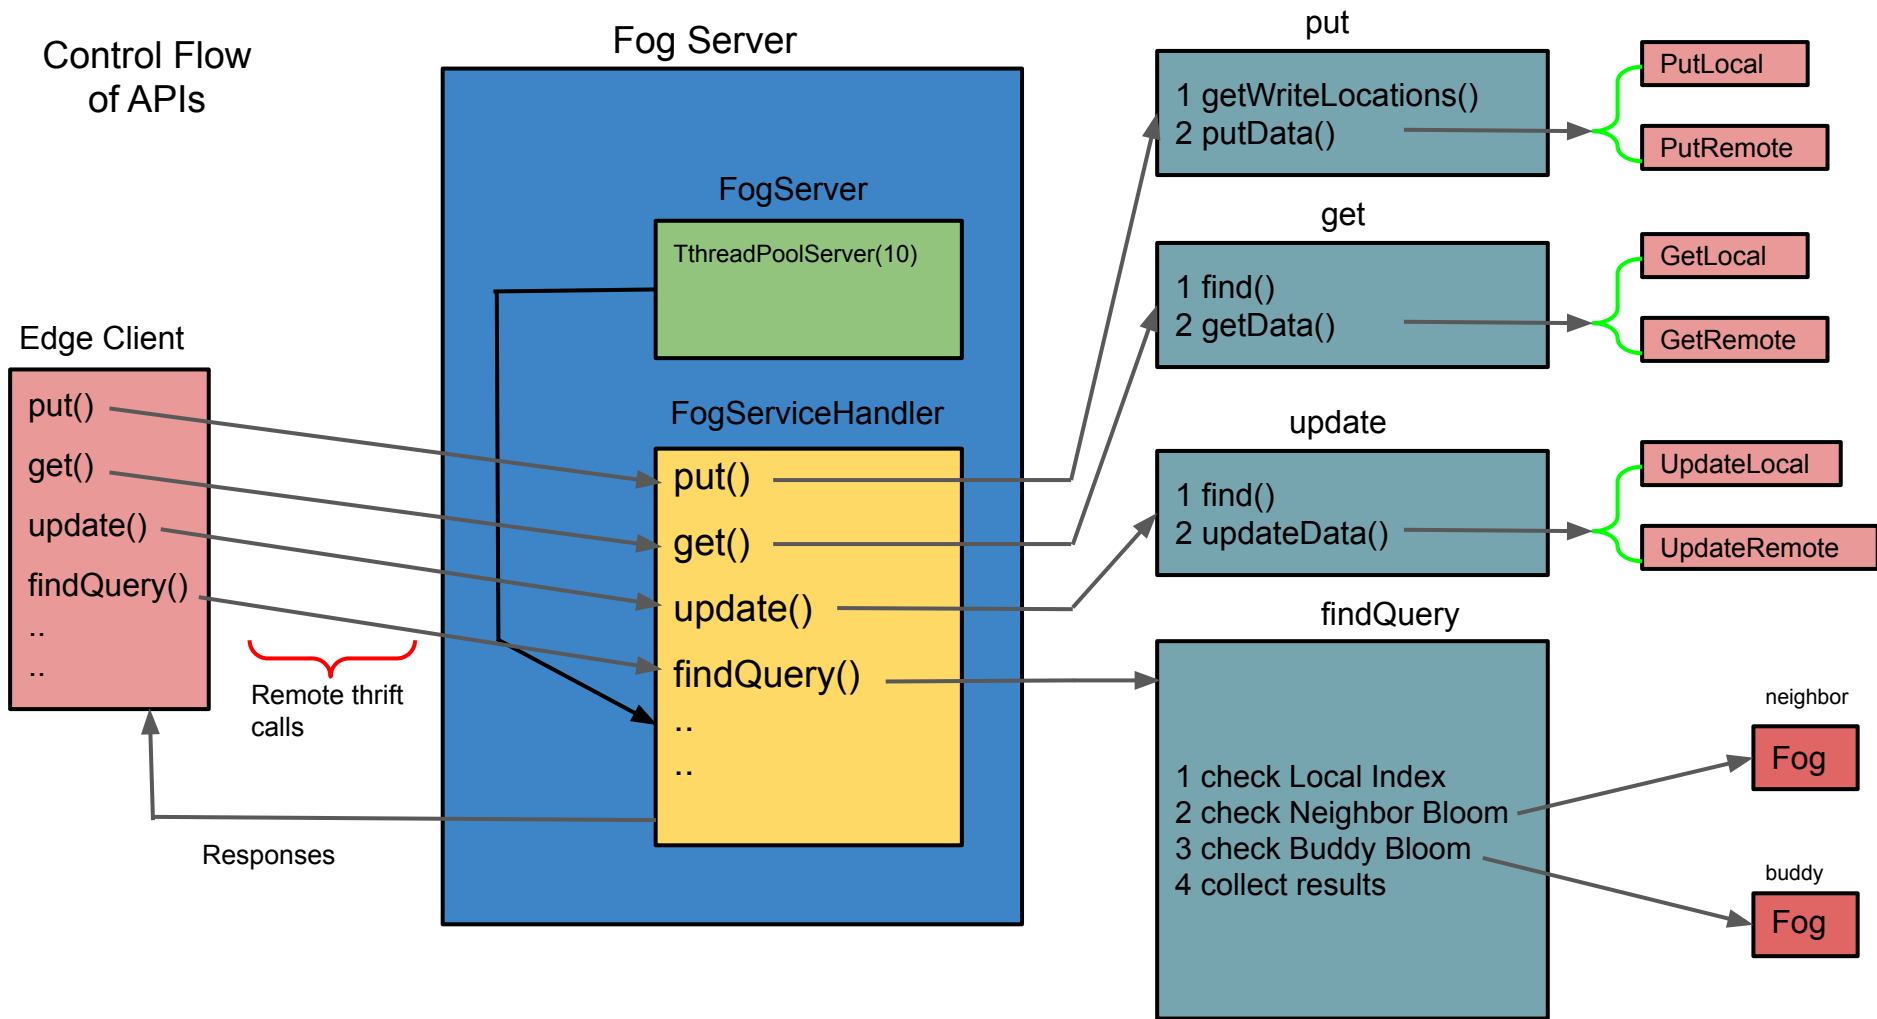 Control Flow
of APIs
Fog Server
FogServer
TthreadPoolServer(10)
Edge Client
put()
get()
update()
findQuery()
..
..
Remote thrift
calls
Responses
FogServiceHandler
put()
get()
update()
findQuery()
..
..
put
1 getWriteLocations()
2 putData()
PutLocal
PutRemote
get
1 find()
2 getData()
GetLocal
GetRemote
update
1 find()
2 updateData()
UpdateLocal
UpdateRemote
findQuery
1 check Local Index
2 check Neighbor Bloom
3 check Buddy Bloom
4 collect results
neighbor
Fog
buddy
Fog